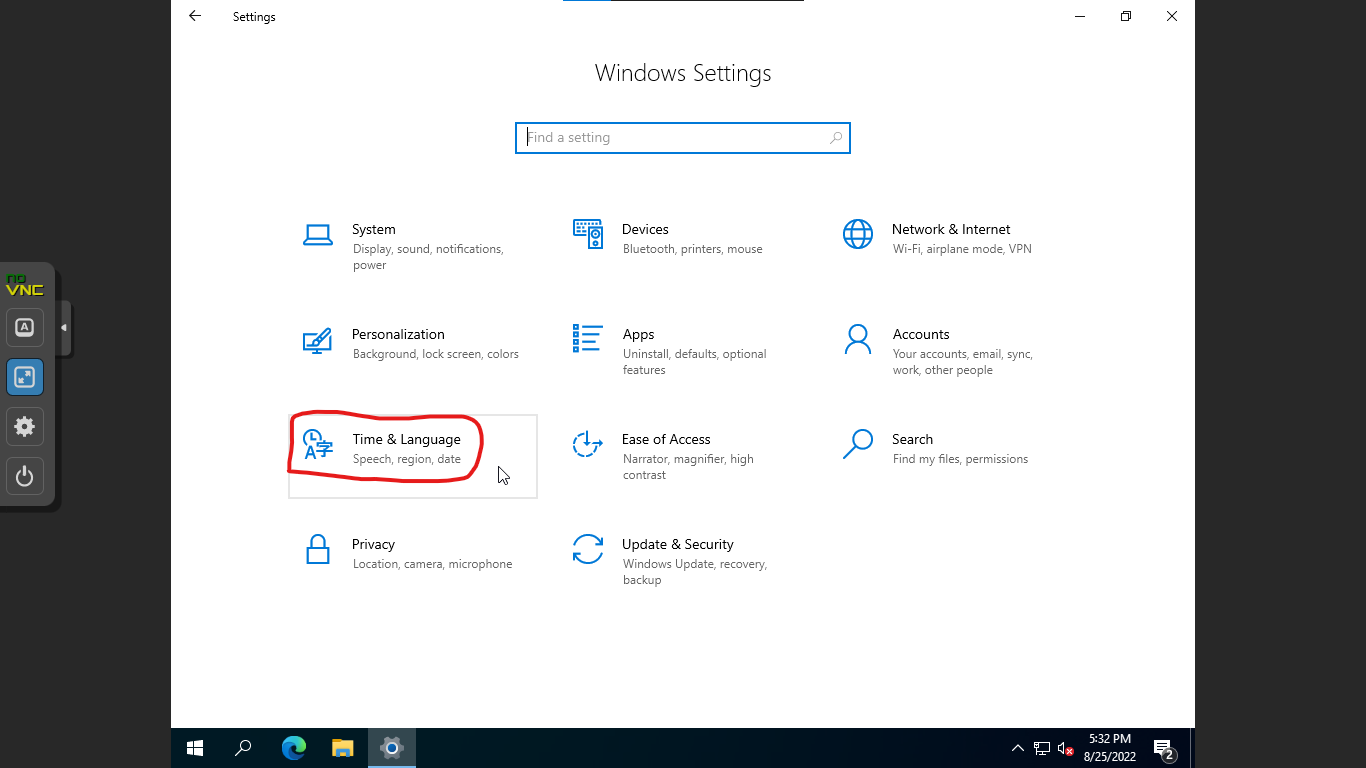 Settings
Windows Settings
Find a setting
System
Display, sound, notifications,
power
Devices
Bluetooth, printers, mouse
Network & Internet
Wi-Fi, airplane mode, VPN
Personalization
Background, lock screen, colors
Apps
Uninstall, defaults, optional
features
Accounts
Your accounts, email, sync,
work, other people
Time & Language
Speech, region, date
Ease of Access
Narrator, magnifier, high
contrast
Search
Find my files, permissions
Privacy
Location, camera, microphone
Update & Security
Windows Update, recovery,
backup
no
VNC
A
5:32 PM
8/25/2022
2